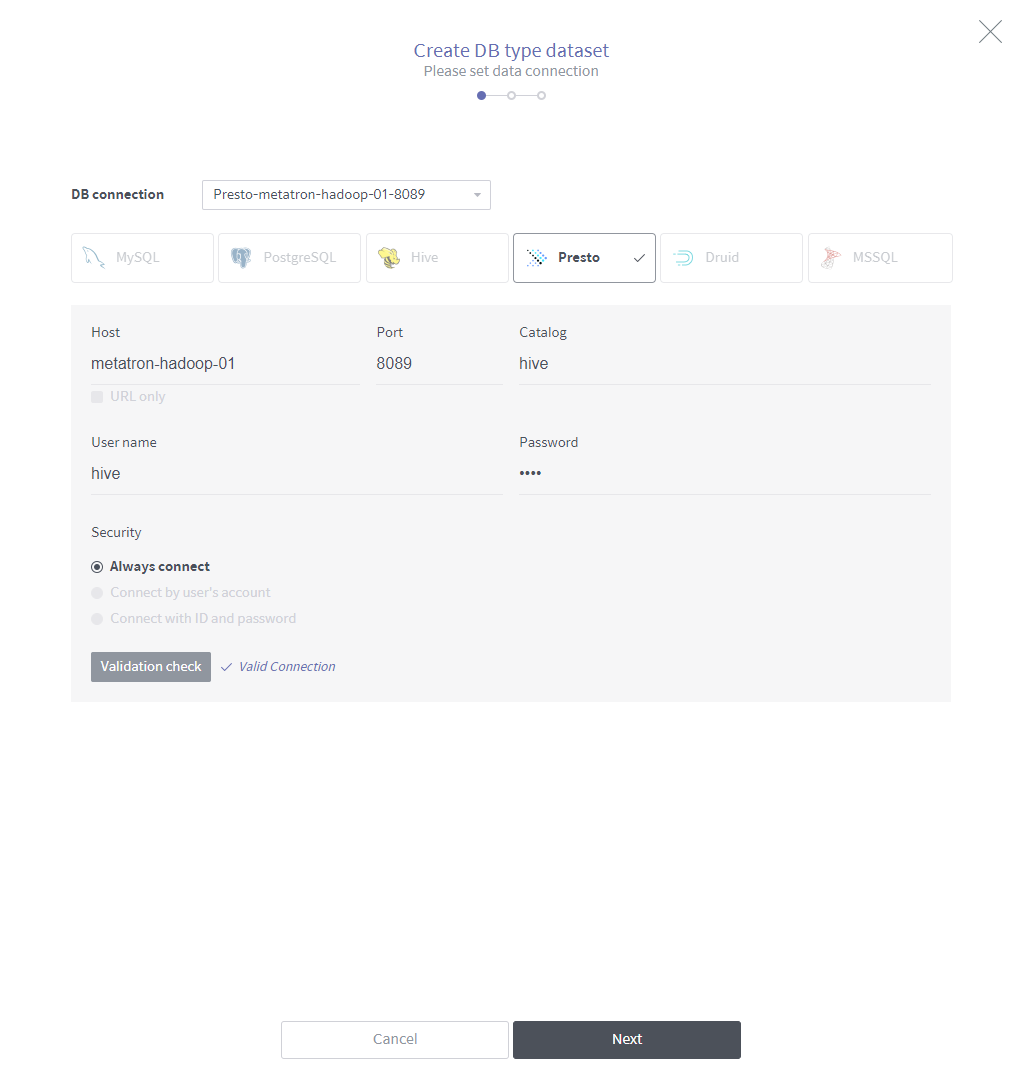 Create DB type dataset
Please set data connection
DB connection Presto-metatron-hadoop-01-8089
MySQL PostgreSQL Hive Presto Druid MSSQL
Host Port Catalog
metatron-hadoop-01 8089 hive
URL only
User name Password
hive ••••
Security
Always connect
Connect by user's account
Connect with ID and password
Validation check Valid Connection
Cancel Next